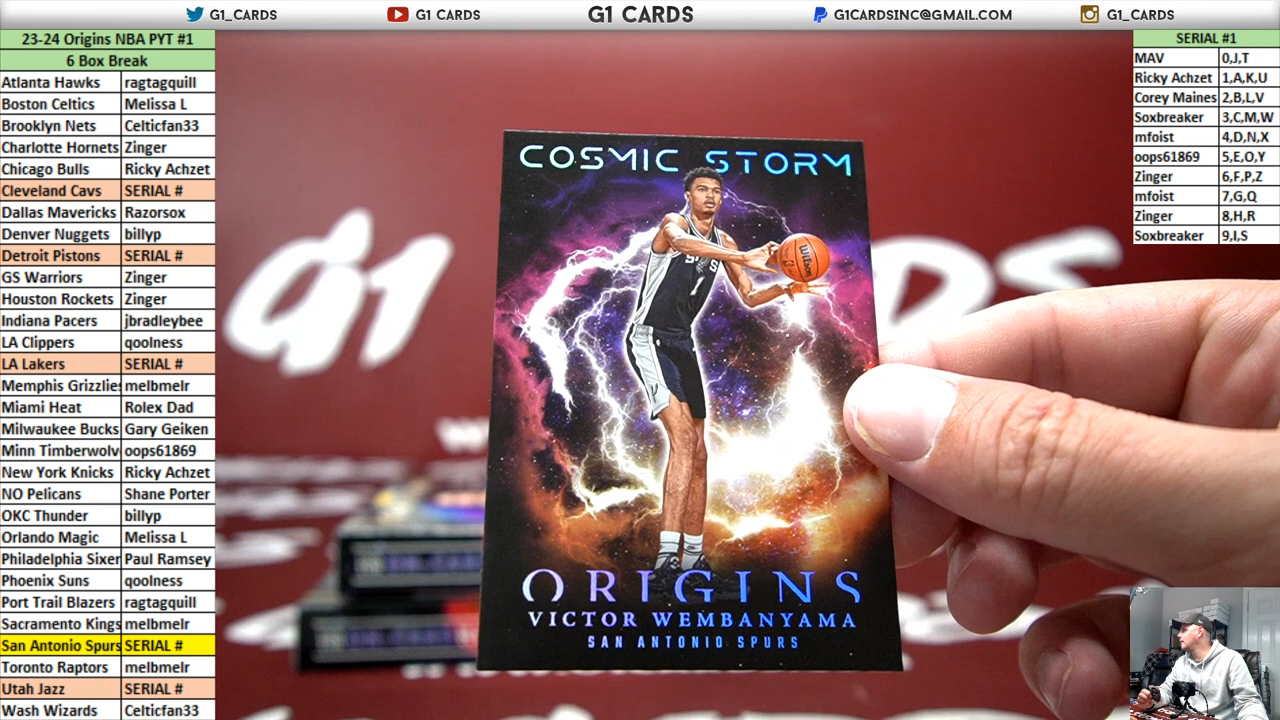 G1_CARDS
G1 CARDS
G1 CARDS
G1CARDSINC@GMAIL.COM
G1_CARDS
23-24 Origins NBA PYT #1
6 Box Break
Atlanta Hawks ragtagquill
Boston Celtics Melissa L
Brooklyn Nets Celticfan33
Charlotte Hornets Zinger
Chicago Bulls Ricky Achzet
Cleveland Cavs SERIAL #
Dallas Mavericks Razorsox
Denver Nuggets billyp
Detroit Pistons SERIAL #
GS Warriors Zinger
Houston Rockets Zinger
Indiana Pacers jbradleybee
LA Clippers qoolness
LA Lakers SERIAL #
Memphis Grizzlies melbmelr
Miami Heat Rolex Dad
Milwaukee Bucks Gary Geiken
Minn Timberwolv oops61869
New York Knicks Ricky Achzet
NO Pelicans Shane Porter
OKC Thunder billyp
Orlando Magic Melissa L
Philadelphia Sixer Paul Ramsey
Phoenix Suns qoolness
Port Trail Blazers ragtagquill
Sacramento Kings melbmelr
San Antonio Spurs SERIAL #
Toronto Raptors melbmelr
Utah Jazz SERIAL #
Wash Wizards Celticfan33
SERIAL #1
MAV 0,J,T
Ricky Achzet 1,A,K,U
Corey Maines 2,B,L,V
Soxbreaker 3,C,M,W
mfoist 4,D,N,X
oops61869 5,E,O,Y
Zinger 6,F,P,Z
mfoist 7,G,Q
Zinger 8,H,R
Soxbreaker 9,I,S
G1
COSMIC STORM
Wilson
1
ORIGINS
VICTOR WEMBANYAMA
SAN ANTONIO SPURS